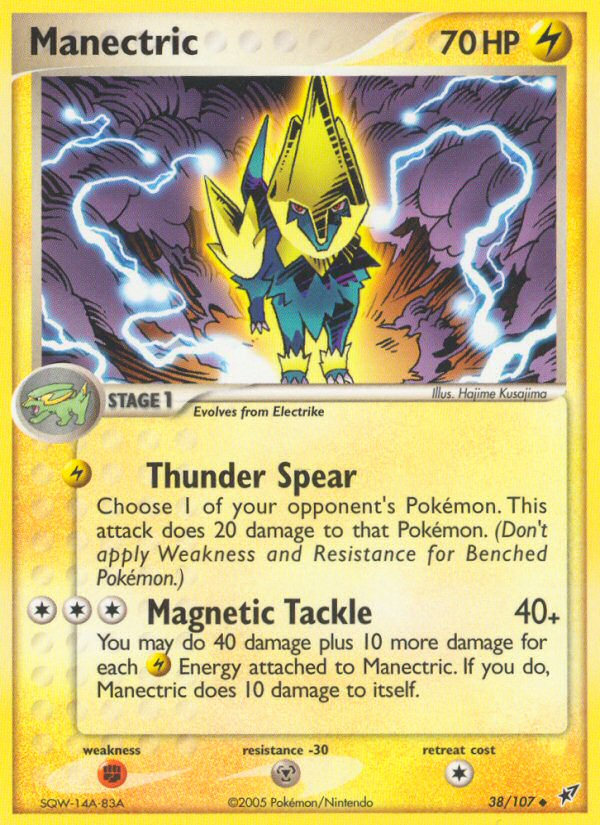 Manectric 70 HP
Illus. Hajime Kusajima
STAGE 1
Evolves from Electrike
Thunder Spear
Choose 1 of your opponent's Pokémon. This
attack does 20 damage to that Pokémon. (Don't
apply Weakness and Resistance for Benched
Pokémon.)
Magnetic Tackle 40+
You may do 40 damage plus 10 more damage for
each Energy attached to Manectric. If you do,
Manectric does 10 damage to itself.
weakness resistance -30 retreat cost
SQW-14A-83A ©2005 Pokémon/Nintendo 38/107